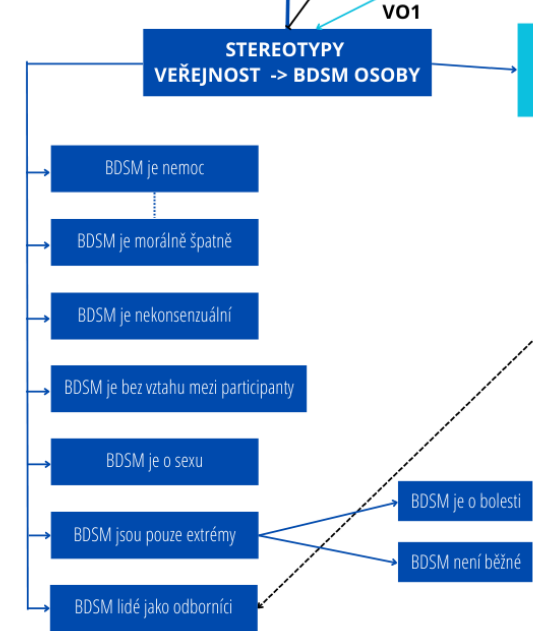 VO1
STEREOTYPY
VEŘEJNOST -> BDSM OSOBY
BDSM je nemoc
BDSM je morálně špatně
BDSM je nekonsenzuální
BDSM je bez vztahu mezi participanty
BDSM je o sexu
BDSM jsou pouze extrémy
BDSM je o bolesti
BDSM není běžné
BDSM lidé jako odborníci